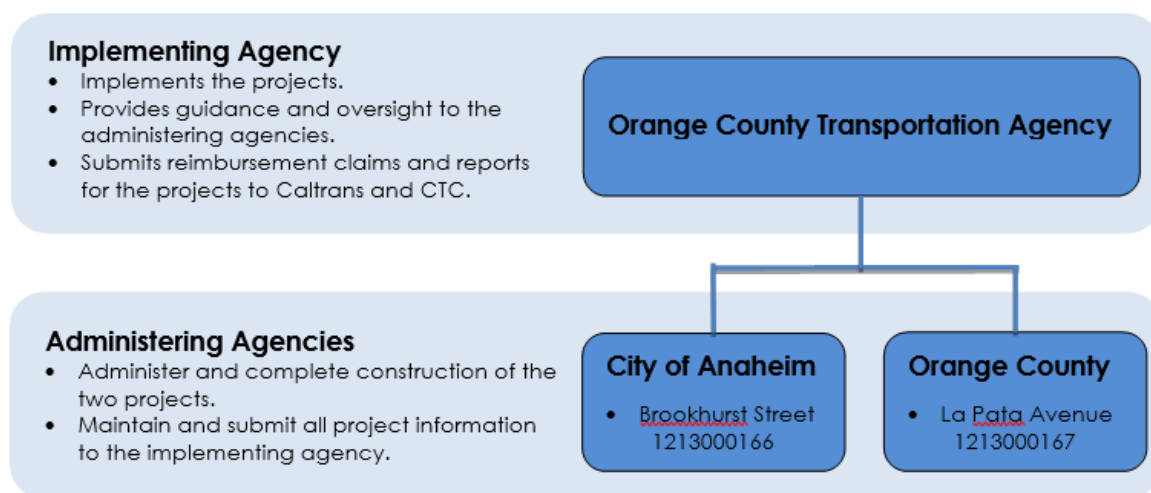 Implementing Agency
• Implements the projects.
• Provides guidance and oversight to the
administering agencies.
• Submits reimbursement claims and reports
for the projects to Caltrans and CTC.
Orange County Transportation Agency
Administering Agencies
• Administer and complete construction of the
two projects.
• Maintain and submit all project information
to the implementing agency.
City of Anaheim
• Brookhurst Street
1213000166
Orange County
• La Pata Avenue
1213000167